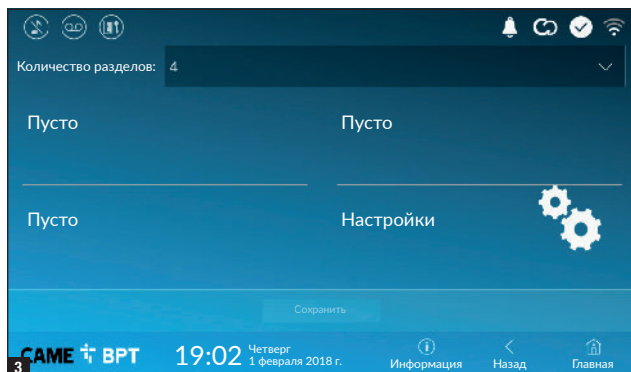 Количество разделов: 4
Пусто
Пусто
Пусто
Настройки
Сохранить
3
CAME BPT
19:02
Четверг
1 февраля 2018 г.
Информация
Назад
Главная